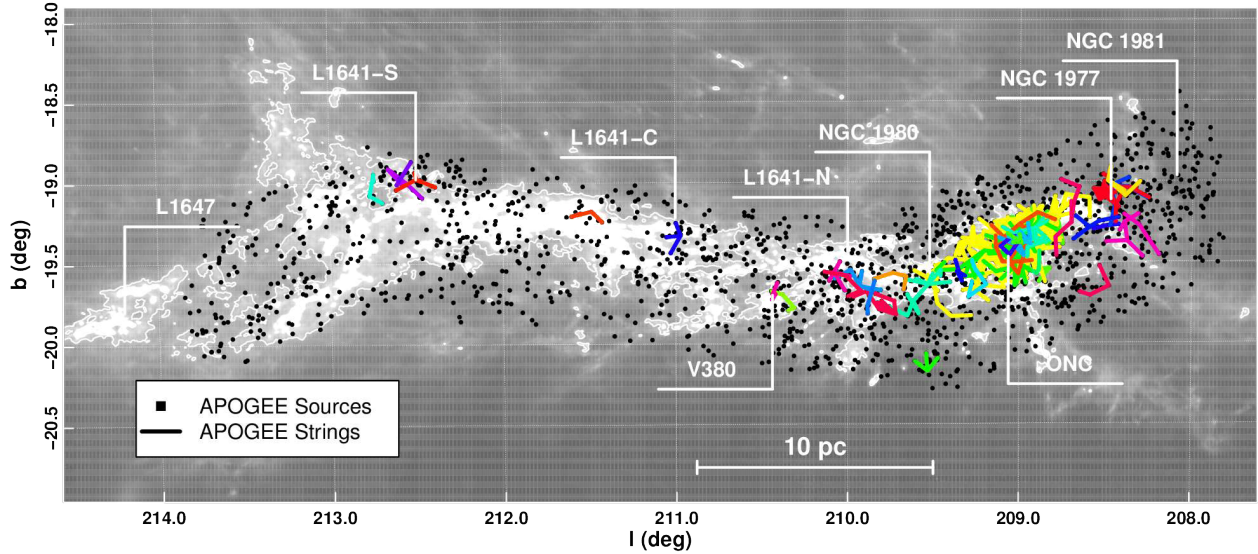 NGC 1981
L1641−S
NGC 1977
L1641−C
NGC 1980
L1641−N
L1647
V380
ONC
APOGEE Sources
APOGEE Strings
10 pc
b (deg)
−18.0
−18.5
−19.0
−19.5
−20.0
−20.5
214.0 213.0 212.0 211.0 210.0 209.0 208.0
l (deg)